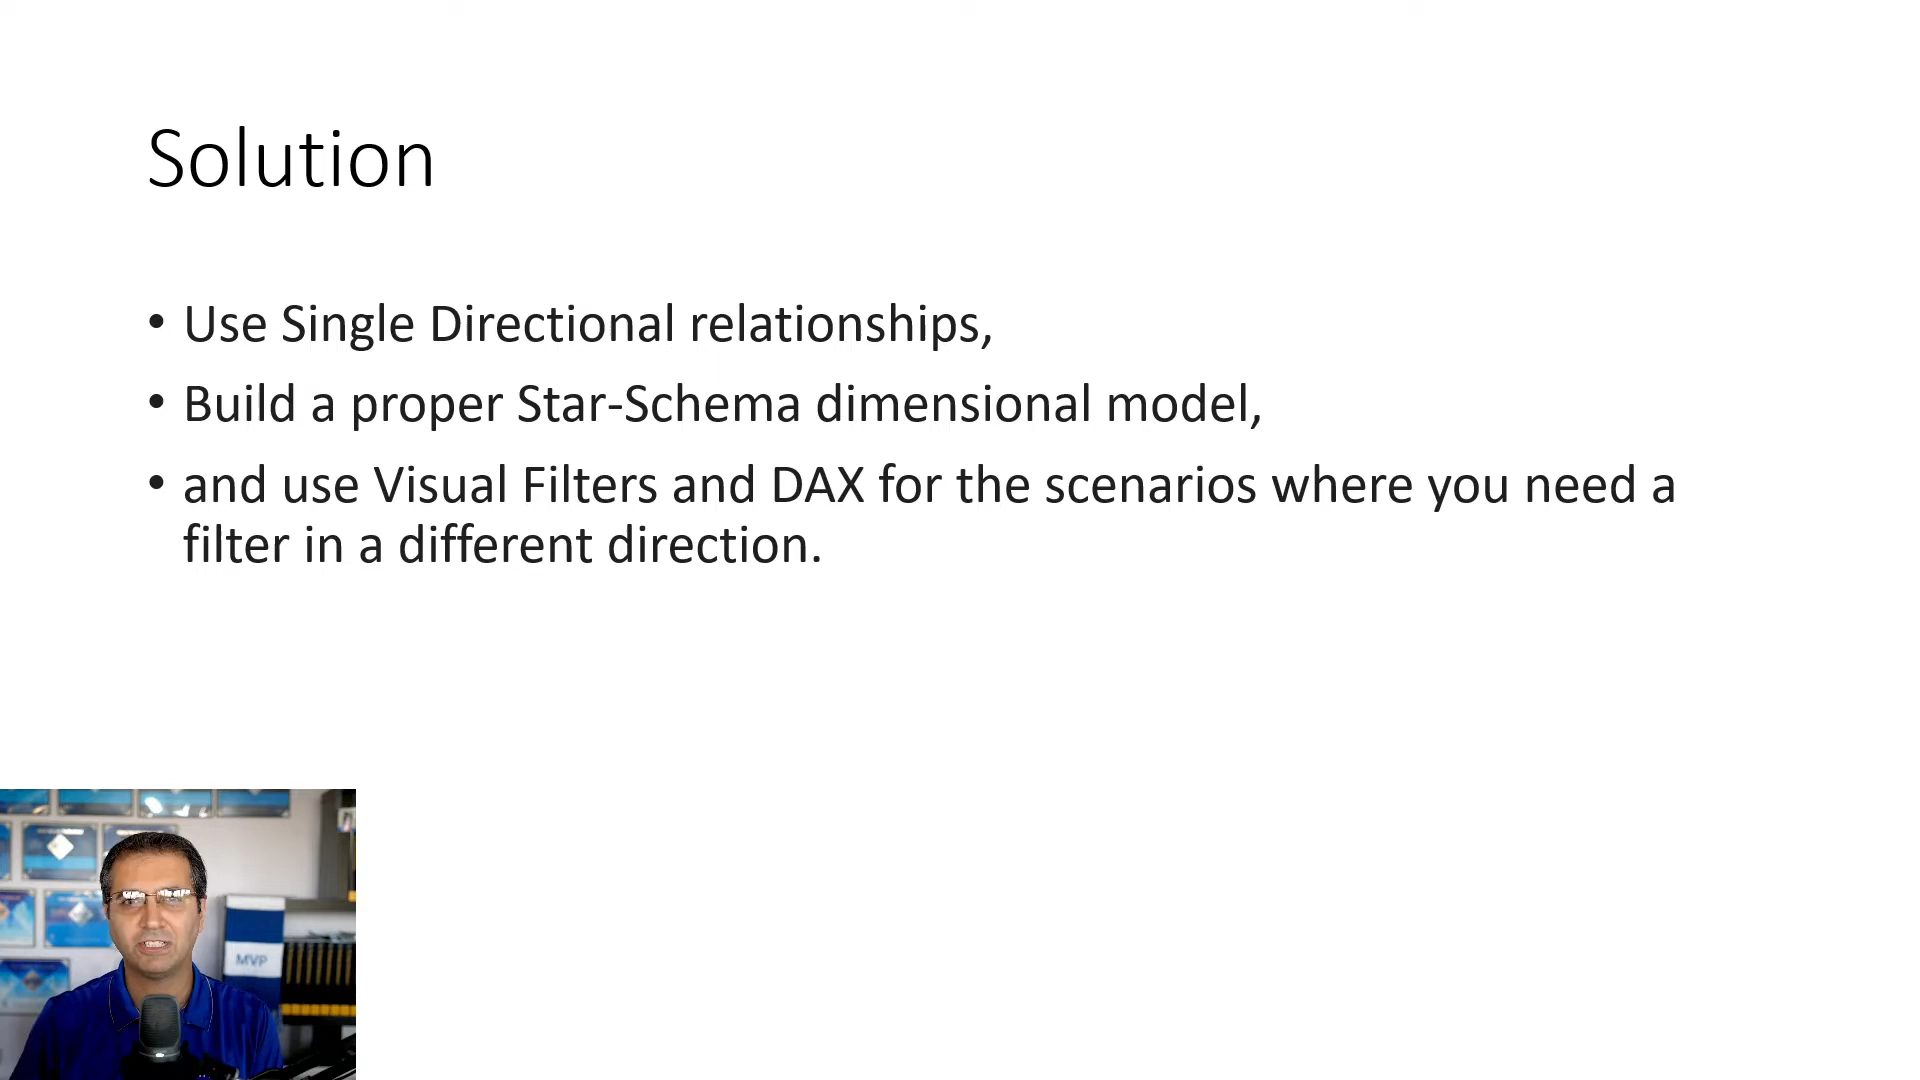 Solution
• Use Single Directional relationships,
• Build a proper Star-Schema dimensional model,
• and use Visual Filters and DAX for the scenarios where you need a
filter in a different direction.
MVP